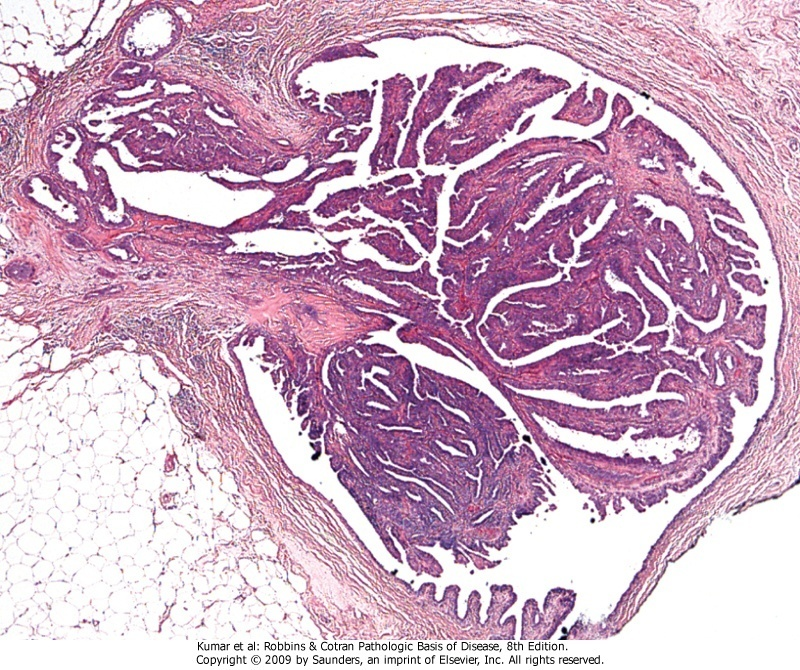 Kumar et al: Robbins & Cotran Pathologic Basis of Disease, 8th Edition.
Copyright © 2009 by Saunders, an imprint of Elsevier, Inc. All rights reserved.